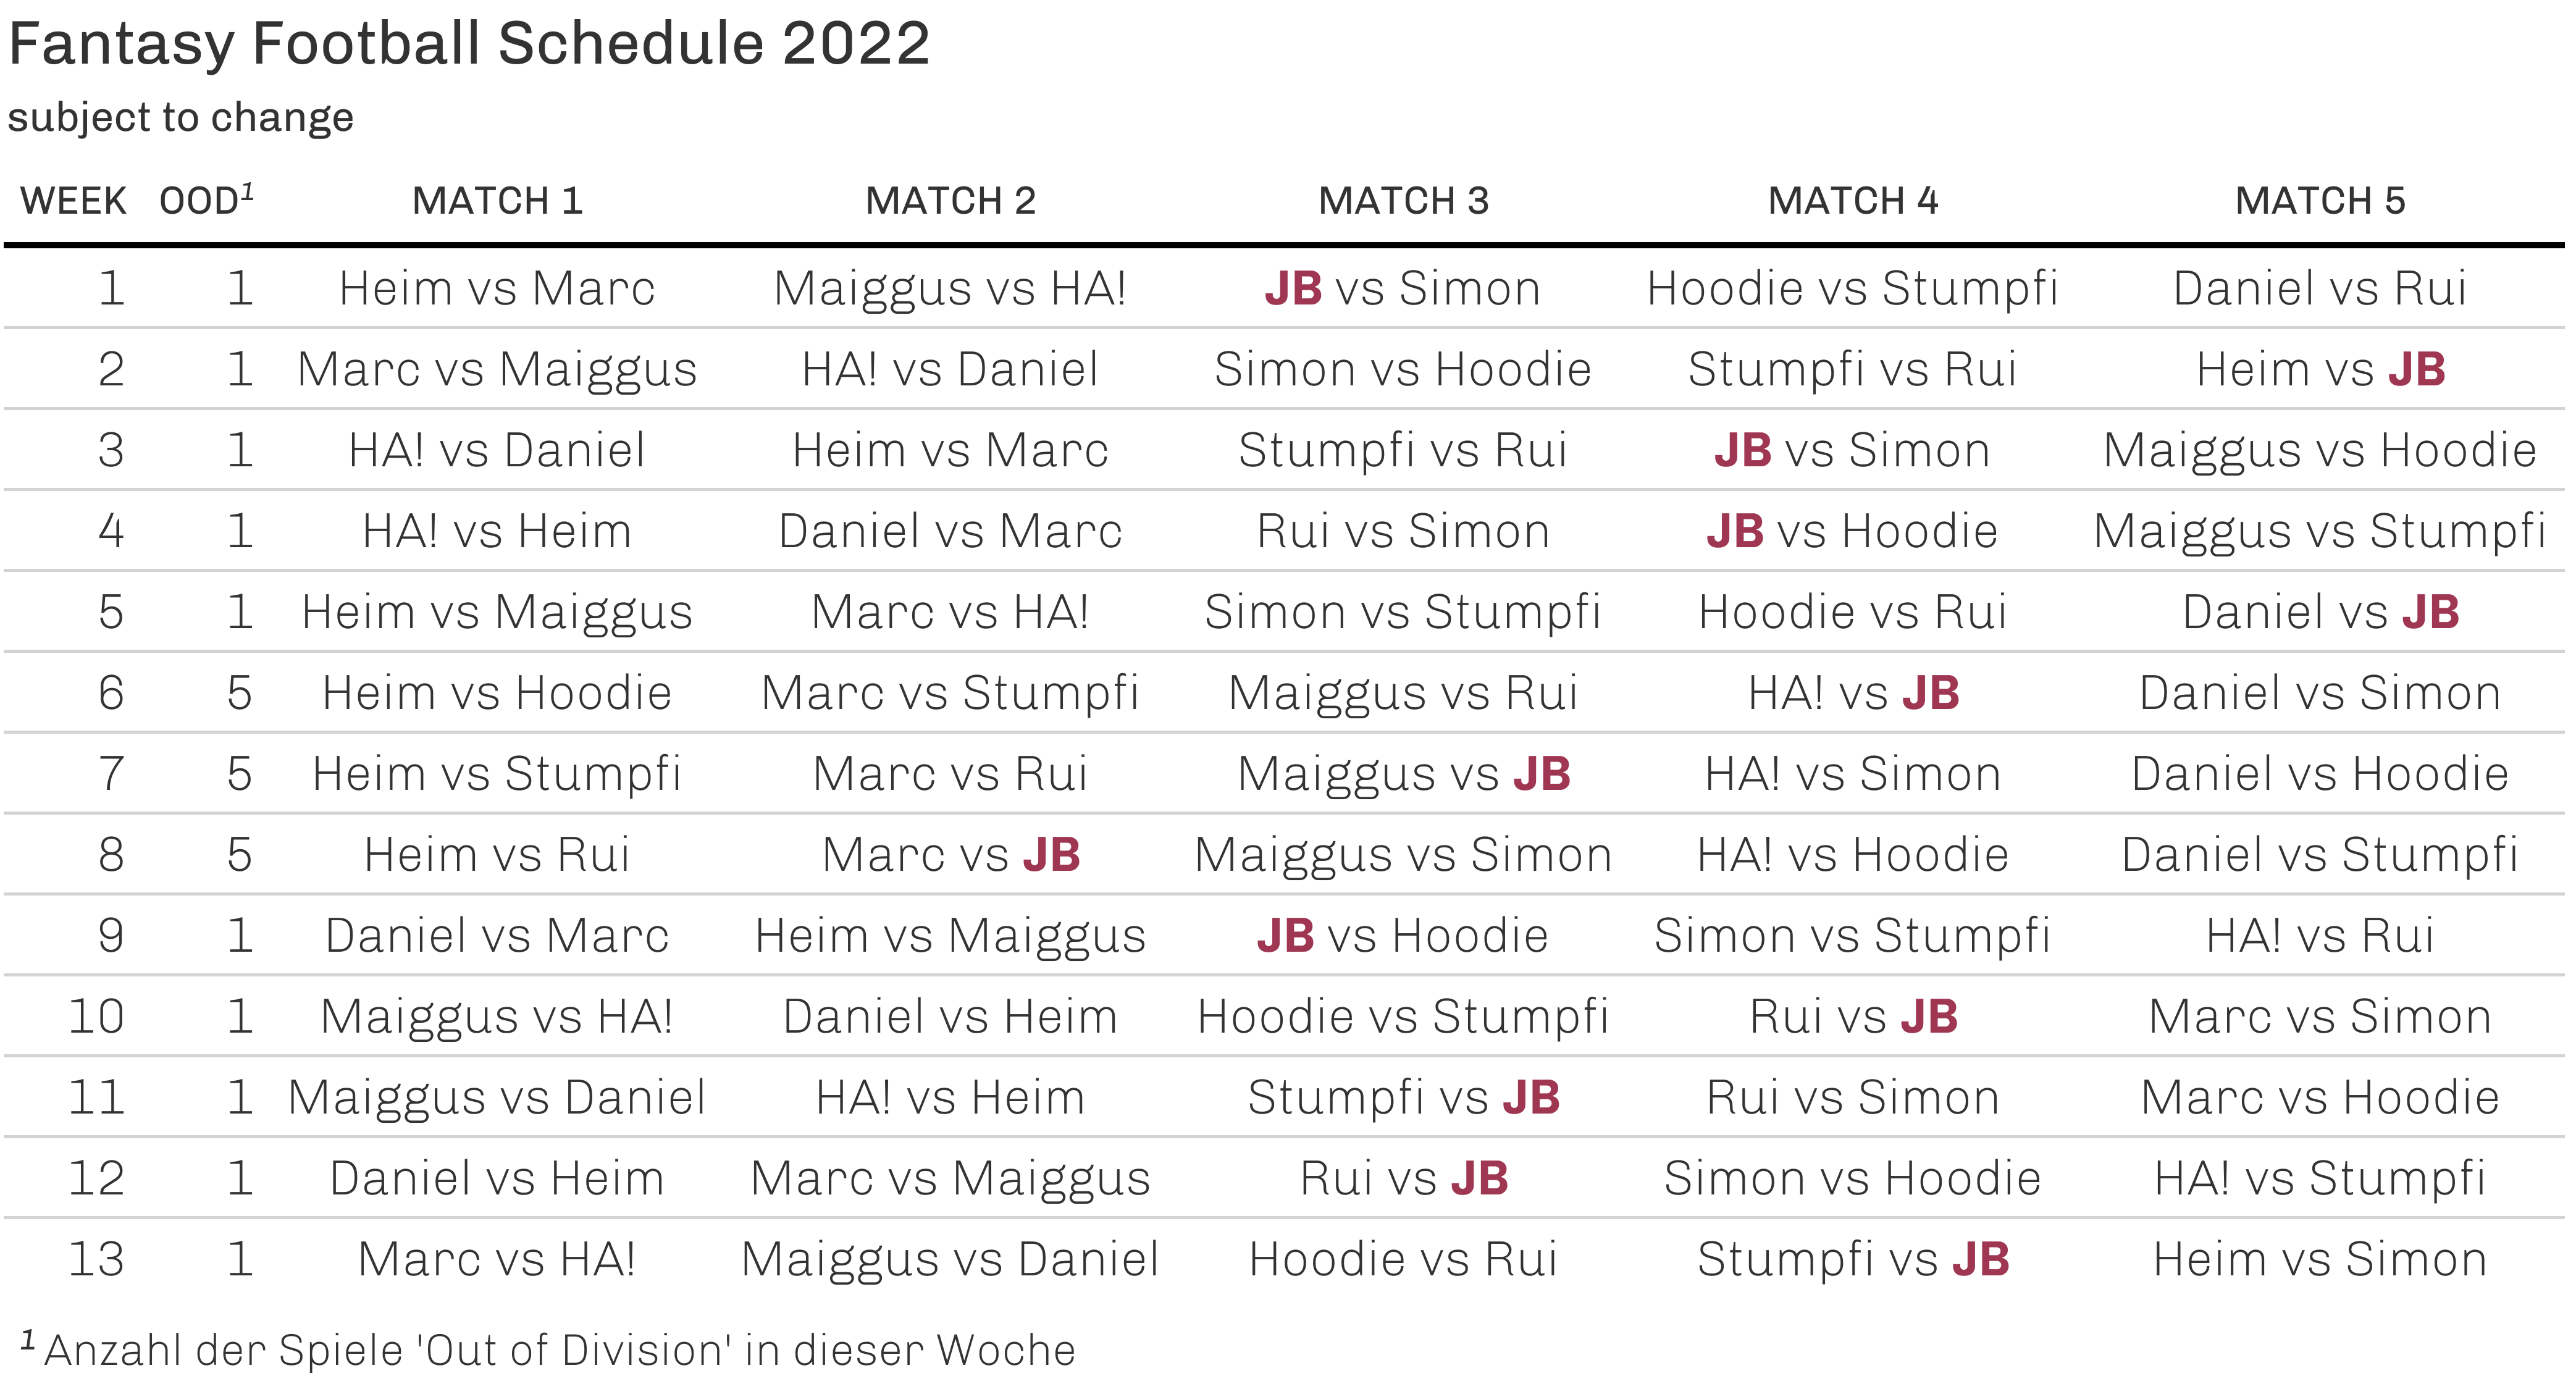 Fantasy Football Schedule 2022
subject to change
WEEK OOD¹ MATCH 1 MATCH 2 MATCH 3 MATCH 4 MATCH 5
1 1 Heim vs Marc Maiggus vs HA! JB vs Simon Hoodie vs Stumpfi Daniel vs Rui
2 1 Marc vs Maiggus HA! vs Daniel Simon vs Hoodie Stumpfi vs Rui Heim vs JB
3 1 HA! vs Daniel Heim vs Marc Stumpfi vs Rui JB vs Simon Maiggus vs Hoodie
4 1 HA! vs Heim Daniel vs Marc Rui vs Simon JB vs Hoodie Maiggus vs Stumpfi
5 1 Heim vs Maiggus Marc vs HA! Simon vs Stumpfi Hoodie vs Rui Daniel vs JB
6 5 Heim vs Hoodie Marc vs Stumpfi Maiggus vs Rui HA! vs JB Daniel vs Simon
7 5 Heim vs Stumpfi Marc vs Rui Maiggus vs JB HA! vs Simon Daniel vs Hoodie
8 5 Heim vs Rui Marc vs JB Maiggus vs Simon HA! vs Hoodie Daniel vs Stumpfi
9 1 Daniel vs Marc Heim vs Maiggus JB vs Hoodie Simon vs Stumpfi HA! vs Rui
10 1 Maiggus vs HA! Daniel vs Heim Hoodie vs Stumpfi Rui vs JB Marc vs Simon
11 1 Maiggus vs Daniel HA! vs Heim Stumpfi vs JB Rui vs Simon Marc vs Hoodie
12 1 Daniel vs Heim Marc vs Maiggus Rui vs JB Simon vs Hoodie HA! vs Stumpfi
13 1 Marc vs HA! Maiggus vs Daniel Hoodie vs Rui Stumpfi vs JB Heim vs Simon
¹ Anzahl der Spiele 'Out of Division' in dieser Woche